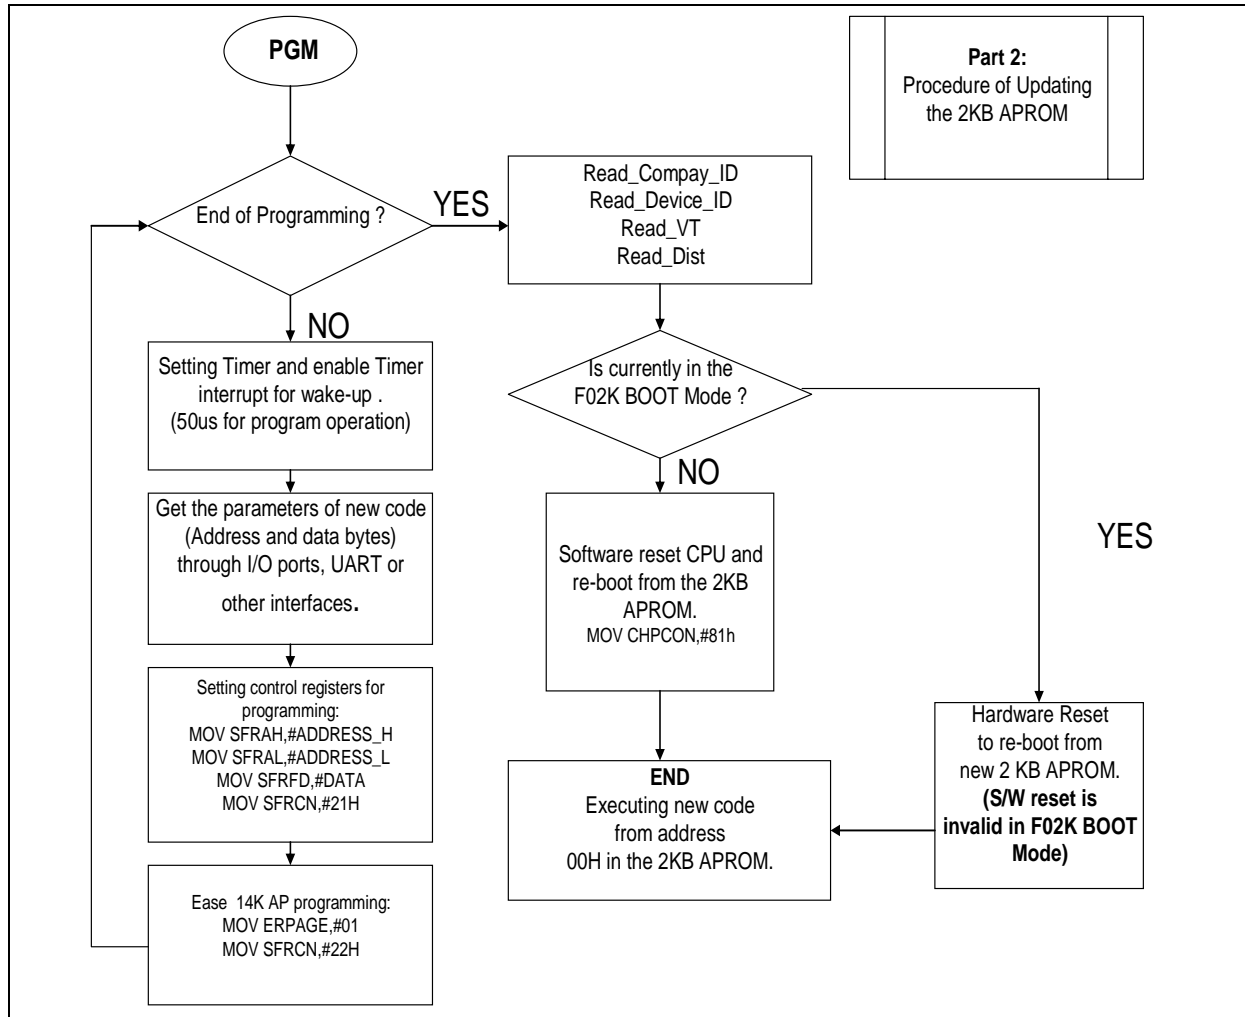 PGM
Part 2:
Procedure of Updating
the 2KB APROM
End of Programming ?
YES
Read_Compay_ID
Read_Device_ID
Read_VT
Read_Dist
NO
Setting Timer and enable Timer
interrupt for wake-up .
(50us for program operation)
Is currently in the
F02K BOOT Mode ?
NO
YES
Get the parameters of new code
(Address and data bytes)
through I/O ports, UART or
other interfaces.
Software reset CPU and
re-boot from the 2KB
APROM.
MOV CHPCON,#81h
Setting control registers for
programming:
MOV SFRAH,#ADDRESS_H
MOV SFRAL,#ADDRESS_L
MOV SFRFD,#DATA
MOV SFRCN,#21H
Hardware Reset
to re-boot from
new 2 KB APROM.
(S/W reset is
invalid in F02K BOOT
Mode)
END
Executing new code
from address
00H in the 2KB APROM.
Ease  14K AP programming:
MOV ERPAGE,#01
MOV SFRCN,#22H